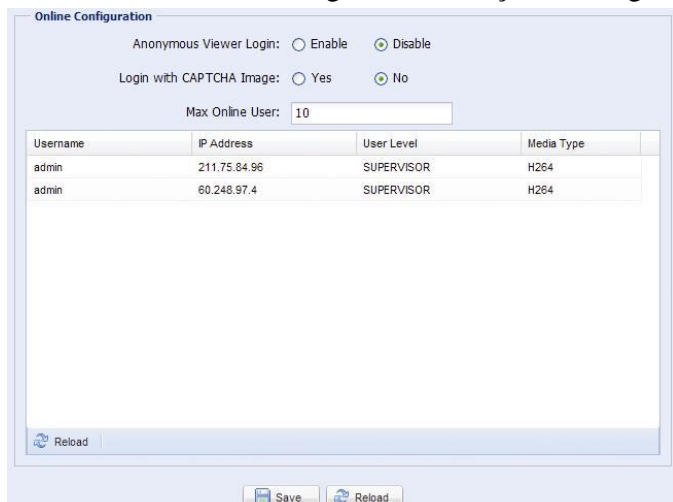 Online Configuration
Anonymous Viewer Login: Enable Disable
Login with CAPTCHA Image: Yes No
Max Online User: 10
Username IP Address User Level Media Type
admin 211.75.84.96 SUPERVISOR H264
admin 60.248.97.4 SUPERVISOR H264
Reload
Save Reload